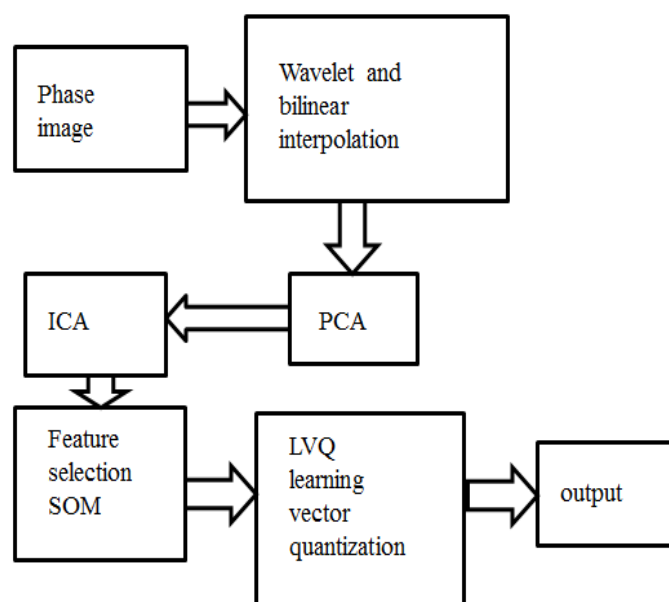 Phase
image
Wavelet and
bilinear
interpolation
PCA
ICA
Feature
selection
SOM
LVQ
learning
vector
quantization
output